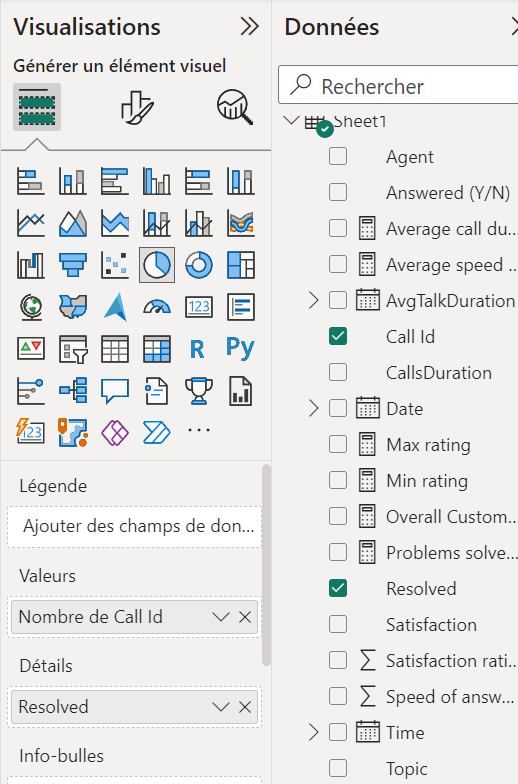 Visualisations
Générer un élément visuel
123
R
Py
123
...
Légende
Ajouter des champs de don...
Valeurs
Nombre de Call Id
Détails
Resolved
Info-bulles
Données
Rechercher
Sheet1
Agent
Answered (Y/N)
Average call du...
Average speed ...
AvgTalkDuration
Call Id
CallsDuration
Date
Max rating
Min rating
Overall Custom...
Problems solve...
Resolved
Satisfaction
Satisfaction rati...
Speed of answ...
Time
Topic